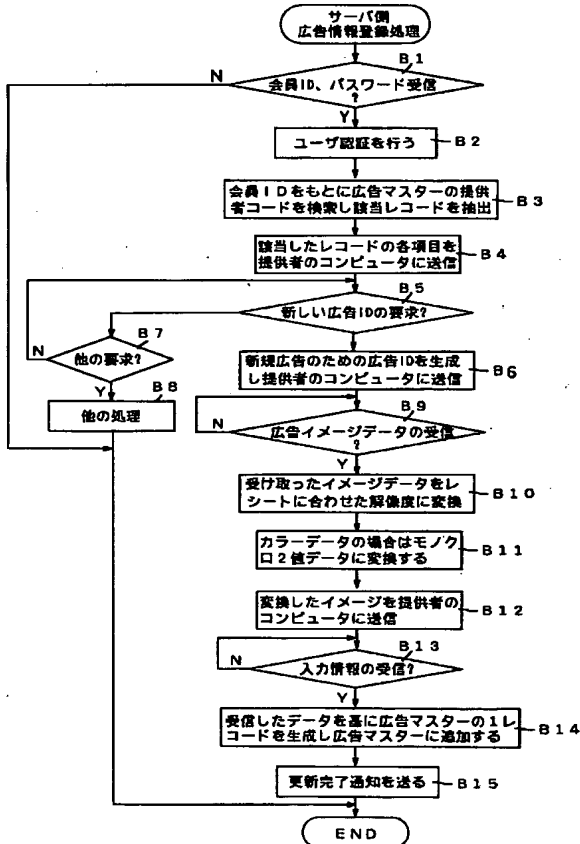 サーバ側
広告情報登録処理
B1
N
会員ID、パスワード受信
?
Y
ユーザ認証を行う
B2
会員IDをもとに広告マスターの提供
者コードを検索し該当レコードを抽出
B3
該当したレコードの各項目を
提供者のコンピュータに送信
B4
B5
新しい広告IDの要求?
B7
N
他の要求?
Y
B8
他の処理
新規広告のための広告IDを生成
し提供者のコンピュータに送信
B6
B9
N
広告イメージデータの受信
?
Y
受け取ったイメージデータをレ
シートに合わせた解像度に変換
B10
カラーデータの場合はモノク
ロ2値データに変換する
B11
変換したイメージを提供者の
コンピュータに送信
B12
B13
N
入力情報の受信?
Y
受信したデータを基に広告マスターの1レ
コードを生成し広告マスターに追加する
B14
更新完了通知を送る
B15
END